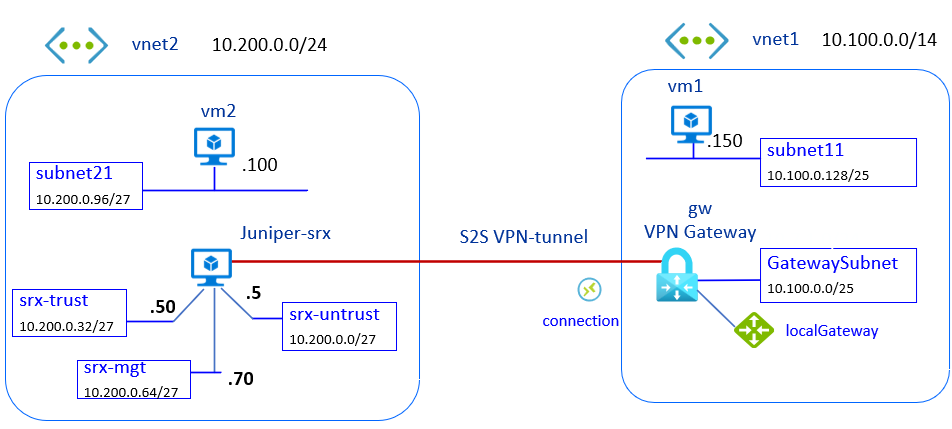 vnet2 10.200.0.0/24
vnet1 10.100.0.0/14
vm2
.100
subnet21
10.200.0.96/27
Juniper-srx
srx-trust
10.200.0.32/27
.50
.5
srx-untrust
10.200.0.0/27
srx-mgt
10.200.0.64/27
.70
S2S VPN-tunnel
connection
vm1
.150
subnet11
10.100.0.128/25
gw
VPN Gateway
GatewaySubnet
10.100.0.0/25
localGateway